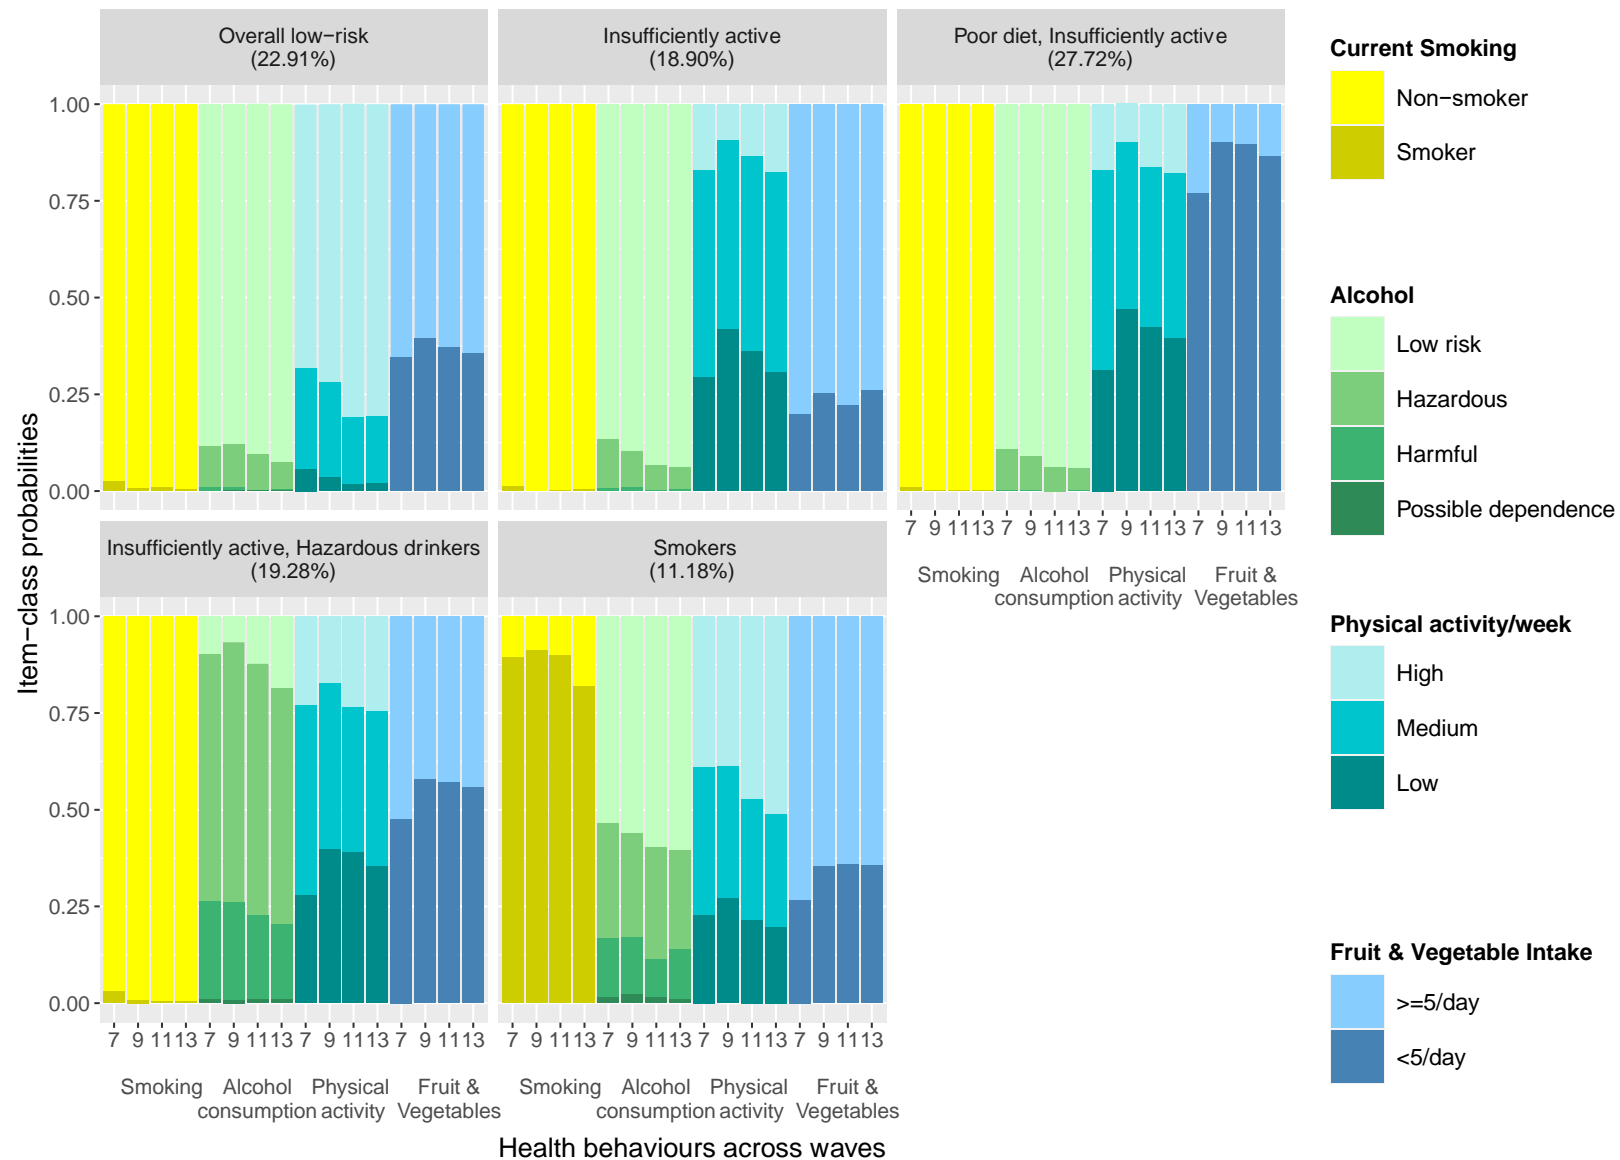 Overall low−risk
(22.91%)
Insufficiently active
(18.90%)
Poor diet, Insufficiently active
(27.72%)
1.00
0.75
0.50
0.25
0.00
7 9 11 13 7 9 11 13 7 9 11 13 7 9 11 13
Smoking Alcohol Physical Fruit &
consumption activity Vegetables
Insufficiently active, Hazardous drinkers
(19.28%)
Smokers
(11.18%)
1.00
0.75
0.50
0.25
0.00
7 9 11 13 7 9 11 13 7 9 11 13 7 9 11 13
Smoking Alcohol Physical Fruit &
consumption activity Vegetables
7 9 11 13 7 9 11 13 7 9 11 13 7 9 11 13
Smoking Alcohol Physical Fruit &
consumption activity Vegetables
Item−class probabilities
Health behaviours across waves
Current Smoking
Non−smoker
Smoker
Alcohol
Low risk
Hazardous
Harmful
Possible dependence
Physical activity/week
High
Medium
Low
Fruit & Vegetable Intake
>=5/day
<5/day